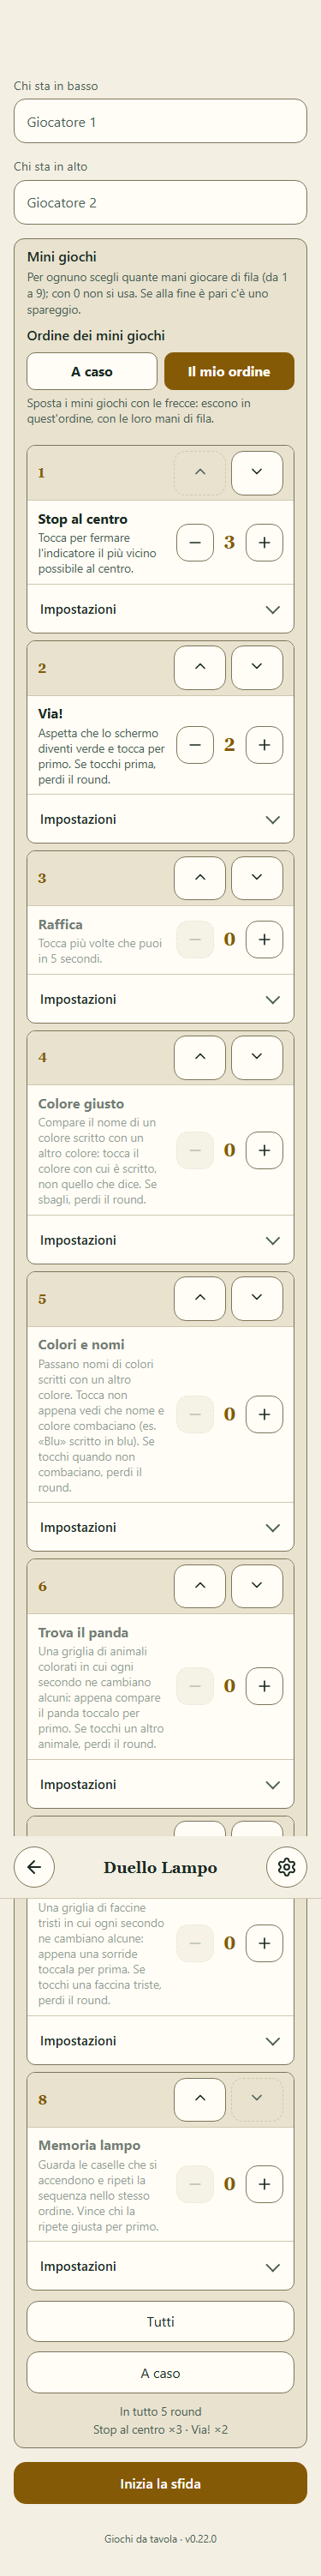 Chi sta in basso
Giocatore 1
Chi sta in alto
Giocatore 2
Mini giochi
Per ognuno scegli quante mani giocare di fila (da 1
a 9); con 0 non si usa. Se alla fine è pari c'è uno
spareggio.
Ordine dei mini giochi
A caso
Il mio ordine
Sposta i mini giochi con le frecce: escono in
quest'ordine, con le loro mani di fila.
1
Stop al centro
Tocca per fermare
l'indicatore il più vicino
possibile al centro.
3
Impostazioni
2
Via!
Aspetta che lo schermo
diventi verde e tocca per
primo. Se tocchi prima,
perdi il round.
2
Impostazioni
3
Raffica
Tocca più volte che puoi
in 5 secondi.
0
Impostazioni
4
Colore giusto
Compare il nome di un
colore scritto con un
altro colore: tocca il
colore con cui è scritto,
non quello che dice. Se
sbagli, perdi il round.
0
Impostazioni
5
Colori e nomi
Passano nomi di colori
scritti con un altro
colore. Tocca non
appena vedi che nome e
colore combaciano (es.
«Blu» scritto in blu). Se
tocchi quando non
combaciano, perdi il
round.
0
Impostazioni
6
Trova il panda
Una griglia di animali
colorati in cui ogni
secondo ne cambiano
alcuni: appena compare
il panda toccalo per
primo. Se tocchi un altro
animale, perdi il round.
0
Impostazioni
Duello Lampo
Una griglia di faccine
tristi in cui ogni secondo
ne cambiano alcune:
appena una sorride
toccala per prima. Se
tocchi una faccina triste,
perdi il round.
0
Impostazioni
8
Memoria lampo
Guarda le caselle che si
accendono e ripeti la
sequenza nello stesso
ordine. Vince chi la
ripete giusta per primo.
0
Impostazioni
Tutti
A caso
In tutto 5 round
Stop al centro ×3 · Via! ×2
Inizia la sfida
Giochi da tavola · v0.22.0